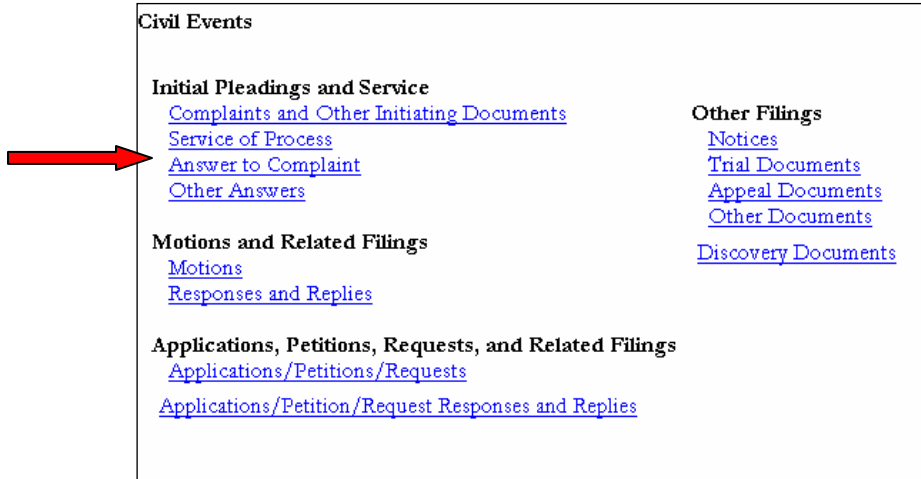 Civil Events
Initial Pleadings and Service
Complaints and Other Initiating Documents
Service of Process
Answer to Complaint
Other Answers
Motions and Related Filings
Motions
Responses and Replies
Applications, Petitions, Requests, and Related Filings
Applications/Petitions/Requests
Applications/Petition/Request Responses and Replies
Other Filings
Notices
Trial Documents
Appeal Documents
Other Documents
Discovery Documents